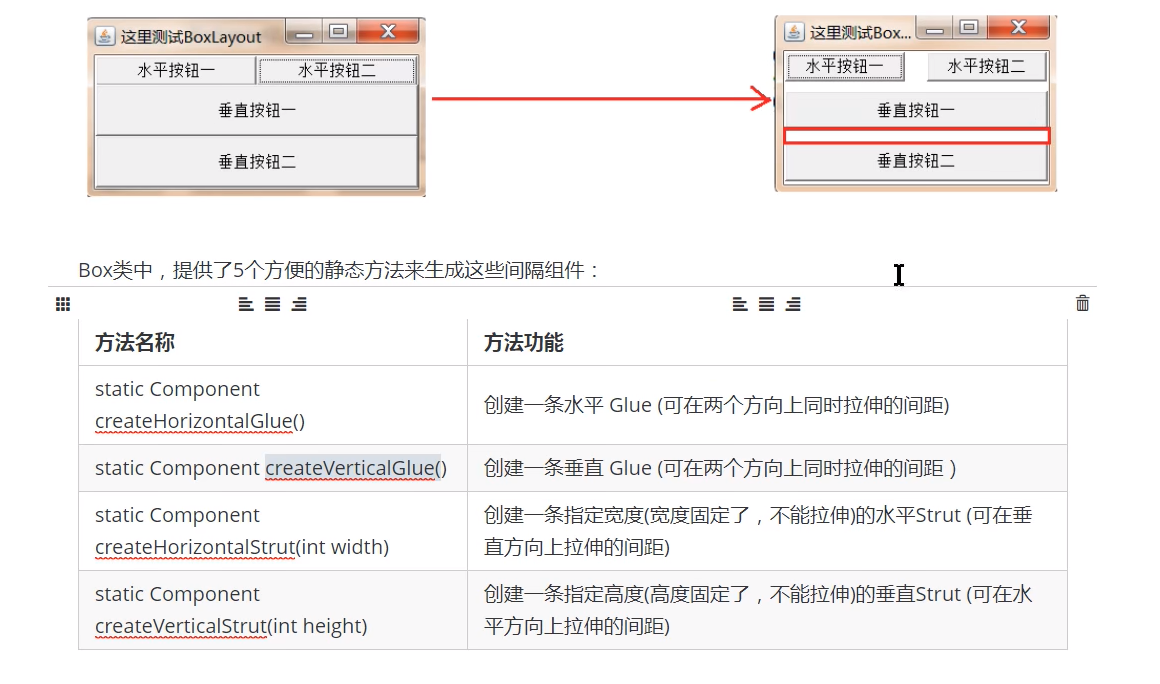 这里测试BoxLayout
水平按钮一 水平按钮二
垂直按钮一
垂直按钮二
这里测试Box...
水平按钮一 水平按钮二
垂直按钮一
垂直按钮二
Box类中，提供了5个方便的静态方法来生成这些间隔组件：
方法名称 方法功能
static Component
createHorizontalGlue()
创建一条水平 Glue (可在两个方向上同时拉伸的间距)
static Component createVerticalGlue()
创建一条垂直 Glue (可在两个方向上同时拉伸的间距 )
static Component
createHorizontalStrut(int width)
创建一条指定宽度(宽度固定了，不能拉伸)的水平Strut (可在垂
直方向上拉伸的间距)
static Component
createVerticalStrut(int height)
创建一条指定高度(高度固定了，不能拉伸)的垂直Strut (可在水
平方向上拉伸的间距)